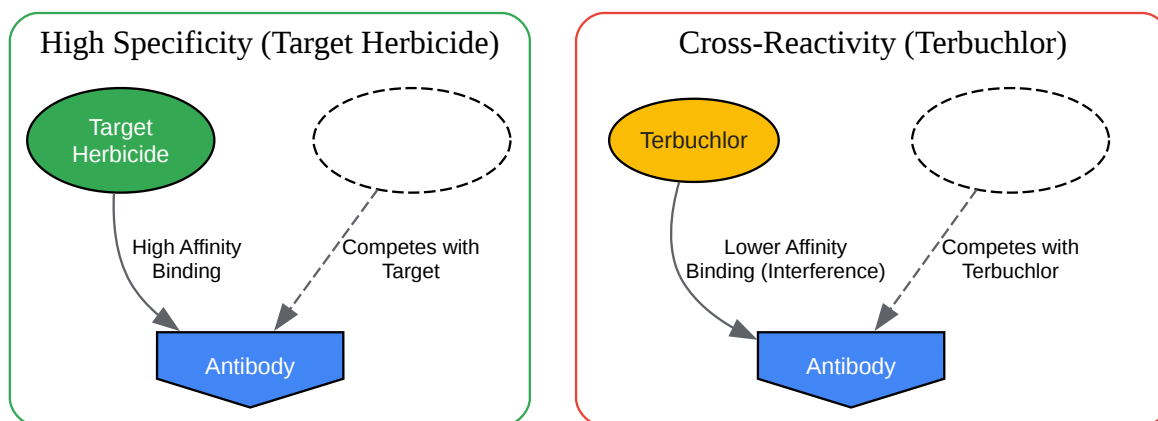 High Specificity (Target Herbicide)
Target
Herbicide
High Affinity
Binding
Competes with
Target
Antibody
Cross-Reactivity (Terbuchlor)
Terbuchlor
Lower Affinity
Binding (Interference)
Competes with
Terbuchlor
Antibody